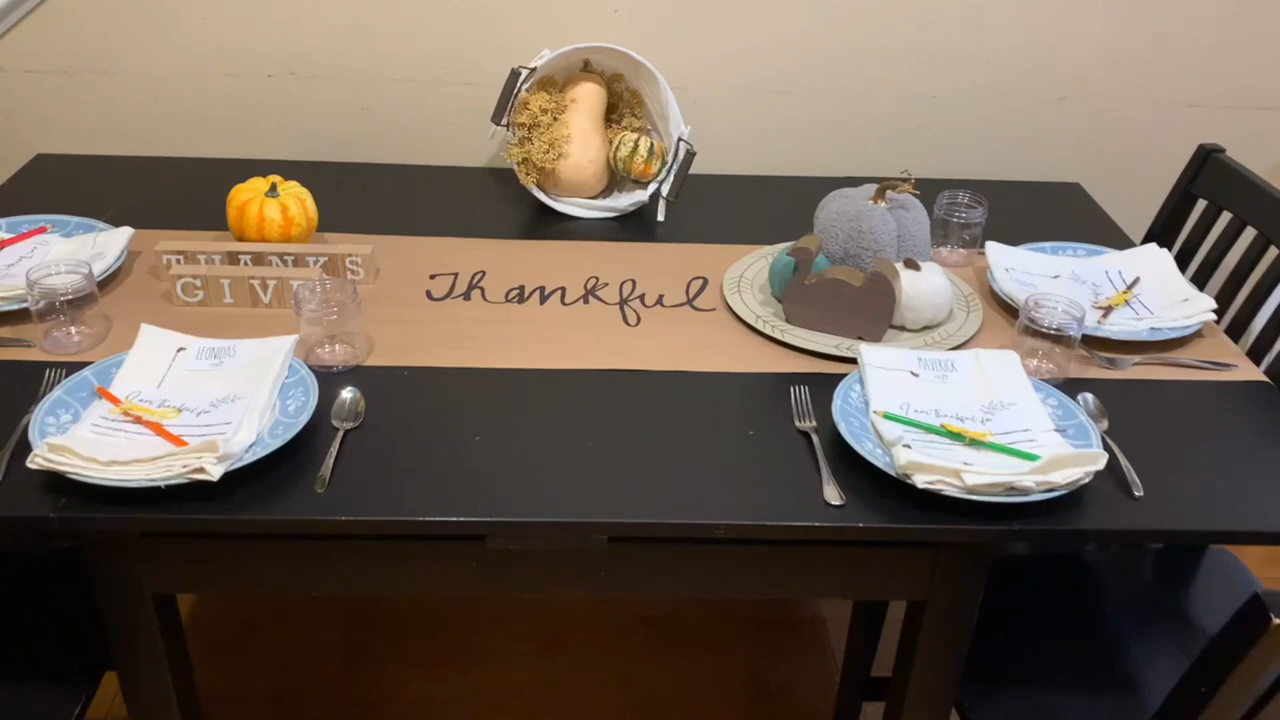 THANKS
GIVI
Thankful
LEONIDAS
I am thankful for
MAVERICK
I am thankful for